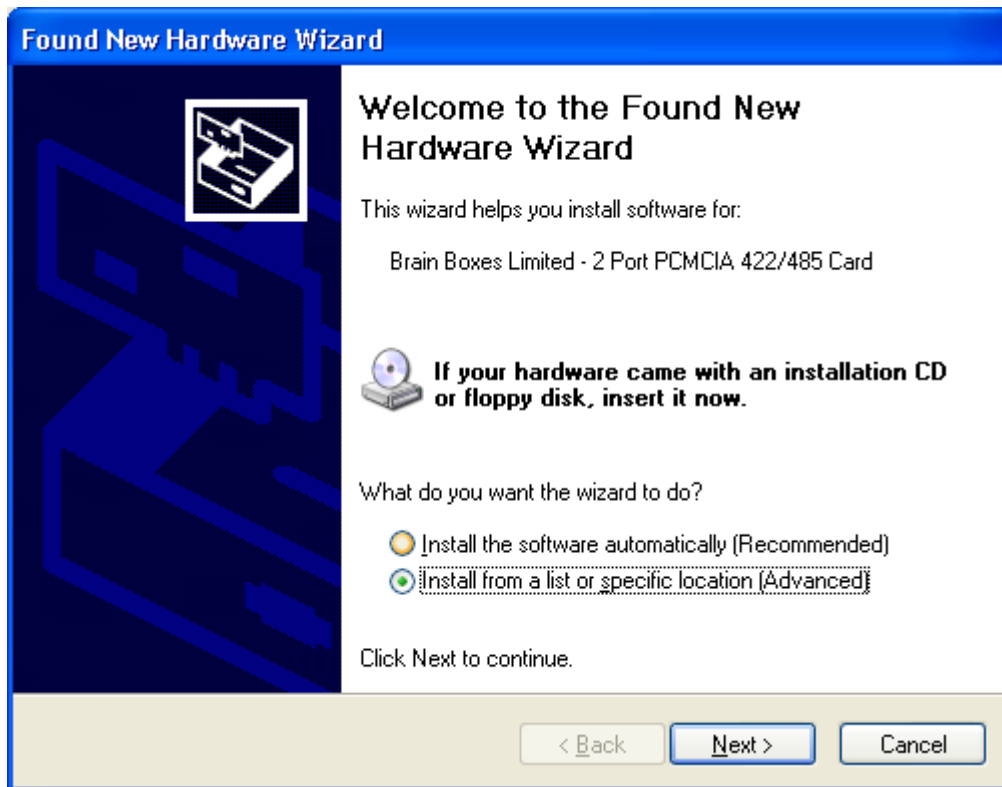 Found New Hardware Wizard
Welcome to the Found New
Hardware Wizard
This wizard helps you install software for:
Brain Boxes Limited - 2 Port PCMCIA 422/485 Card
If your hardware came with an installation CD
or floppy disk, insert it now.
What do you want the wizard to do?
Install the software automatically (Recommended)
Install from a list or specific location (Advanced)
Click Next to continue.
< Back Next > Cancel